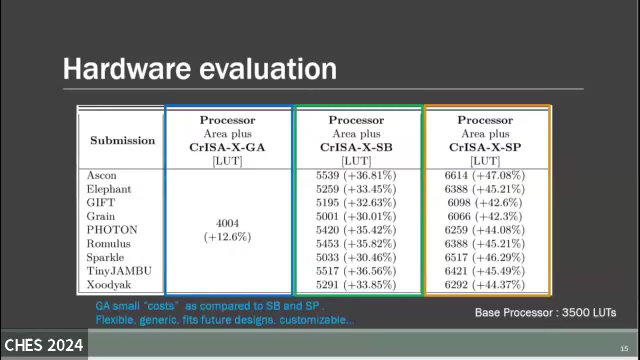 Hardware evaluation
Submission
Processor
Area plus
CrISA-X-GA
[LUT]
Processor
Area plus
CrISA-X-SB
[LUT]
Processor
Area plus
CrISA-X-SP
[LUT]
Ascon 5539 (+36.81%) 6614 (+47.08%)
Elephant 5259 (+33.45%) 6388 (+45.21%)
GIFT 5195 (+32.63%) 6098 (+42.6%)
Grain 5001 (+30.01%) 6066 (+42.3%)
4004
(+12.6%)
PHOTON 5420 (+35.42%) 6259 (+44.08%)
Romulus 5453 (+35.82%) 6388 (+45.21%)
Sparkle 5033 (+30.46%) 6517 (+46.29%)
TinyJAMBU 5517 (+36.56%) 6421 (+45.49%)
Xoodyak 5291 (+33.85%) 6292 (+44.37%)
GA small "costs" as compared to SB and SP .
Flexible, generic, fits future designs, customizable...
Base Processor : 3500 LUTs
CHES 2024
15